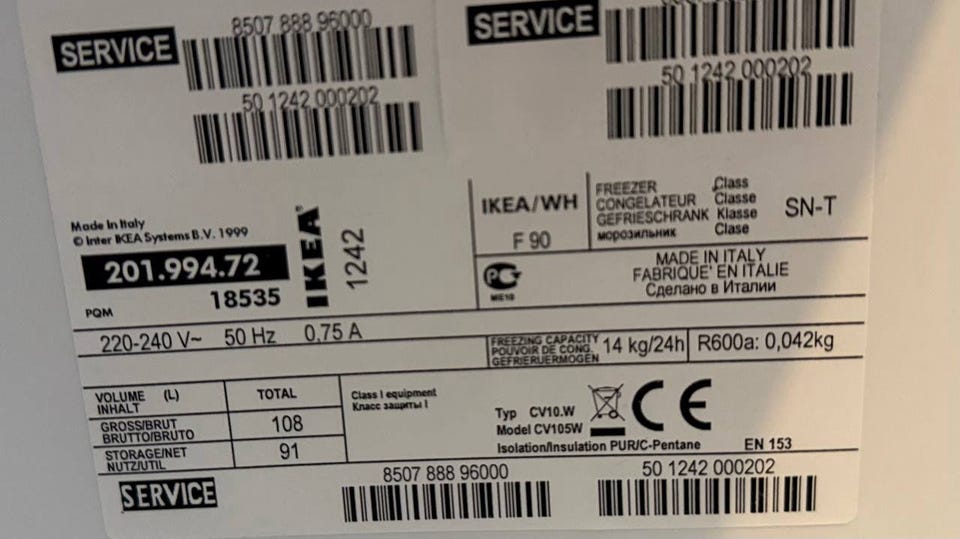 SERVICE
8507 888 96000
50 1242 000202
SERVICE
50 1242 000202
Made in Italy
© Inter IKEA Systems B.V. 1999
201.994.72
PQM 18535
IKEA®
1242
IKEA/WH
F 90
FREEZER Class
CONGELATEUR Classe
GEFRIESCHRANK Klasse
морозильник Clase
SN-T
PC
ME10
MADE IN ITALY
FABRIQUE' EN ITALIE
Сделано в Италии
220-240 V~ 50 Hz 0,75 A
FREEZING CAPACITY
POUVOIR DE CONG.
GEFRIERUERMOGEN
14 kg/24h
R600a: 0,042kg
VOLUME (L)
INHALT
TOTAL
GROSS/BRUT
BRUTTO/BRUTO
108
STORAGE/NET
NUTZ/UTIL
91
Class I equipment
Класс защиты I
Typ CV10.W
Model CV105W
CE
Isolation/Insulation PUR/C-Pentane EN 153
SERVICE
8507 888 96000
50 1242 000202